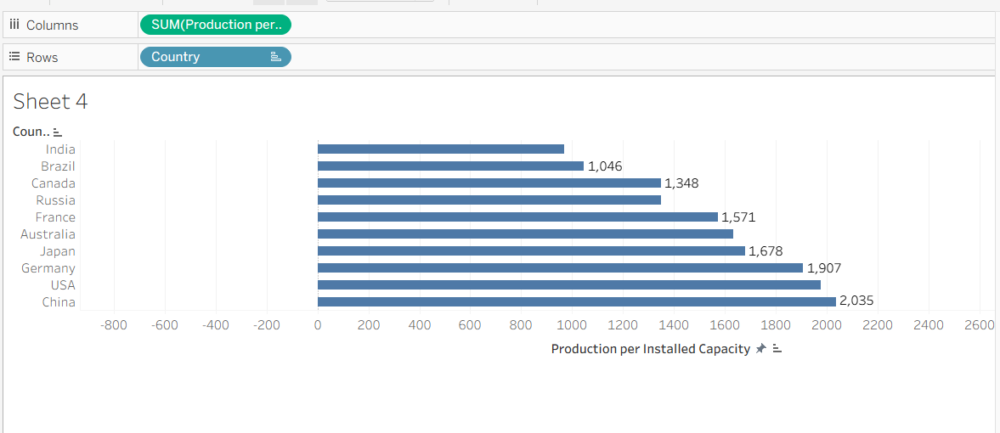 Columns SUM(Production per..
Rows Country
Sheet 4
Coun..
India
Brazil 1,046
Canada 1,348
Russia
France 1,571
Australia
Japan 1,678
Germany 1,907
USA
China 2,035
-800 -600 -400 -200 0 200 400 600 800 1000 1200 1400 1600 1800 2000 2200 2400 2600
Production per Installed Capacity